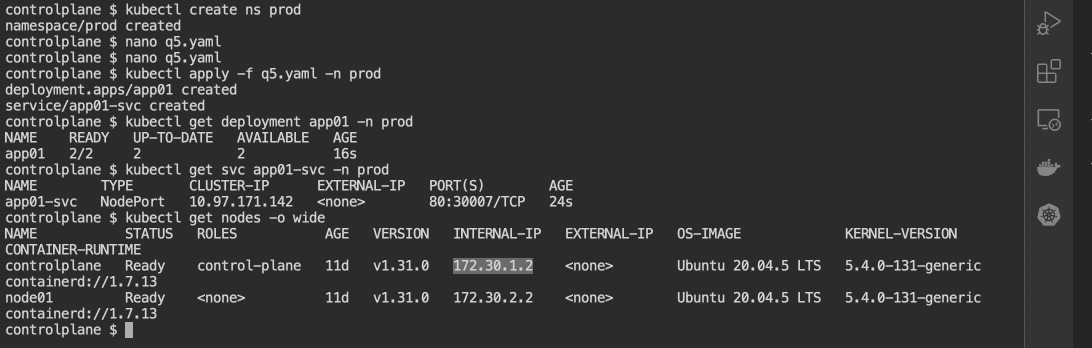 controlplane $ kubectl create ns prod
namespace/prod created
controlplane $ nano q5.yaml
controlplane $ nano q5.yaml
controlplane $ kubectl apply -f q5.yaml -n prod
deployment.apps/app01 created
service/app01-svc created
controlplane $ kubectl get deployment app01 -n prod
NAME    READY   UP-TO-DATE   AVAILABLE   AGE
app01   2/2     2            2           16s
controlplane $ kubectl get svc app01-svc -n prod
NAME        TYPE       CLUSTER-IP      EXTERNAL-IP   PORT(S)        AGE
app01-svc   NodePort   10.97.171.142   <none>        80:30007/TCP   24s
controlplane $ kubectl get nodes -o wide
NAME           STATUS   ROLES           AGE   VERSION   INTERNAL-IP   EXTERNAL-IP   OS-IMAGE             KERNEL-VERSION
CONTAINER-RUNTIME
controlplane   Ready    control-plane   11d   v1.31.0   172.30.1.2    <none>        Ubuntu 20.04.5 LTS   5.4.0-131-generic
containerd://1.7.13
node01         Ready    <none>          11d   v1.31.0   172.30.2.2    <none>        Ubuntu 20.04.5 LTS   5.4.0-131-generic
containerd://1.7.13
controlplane $